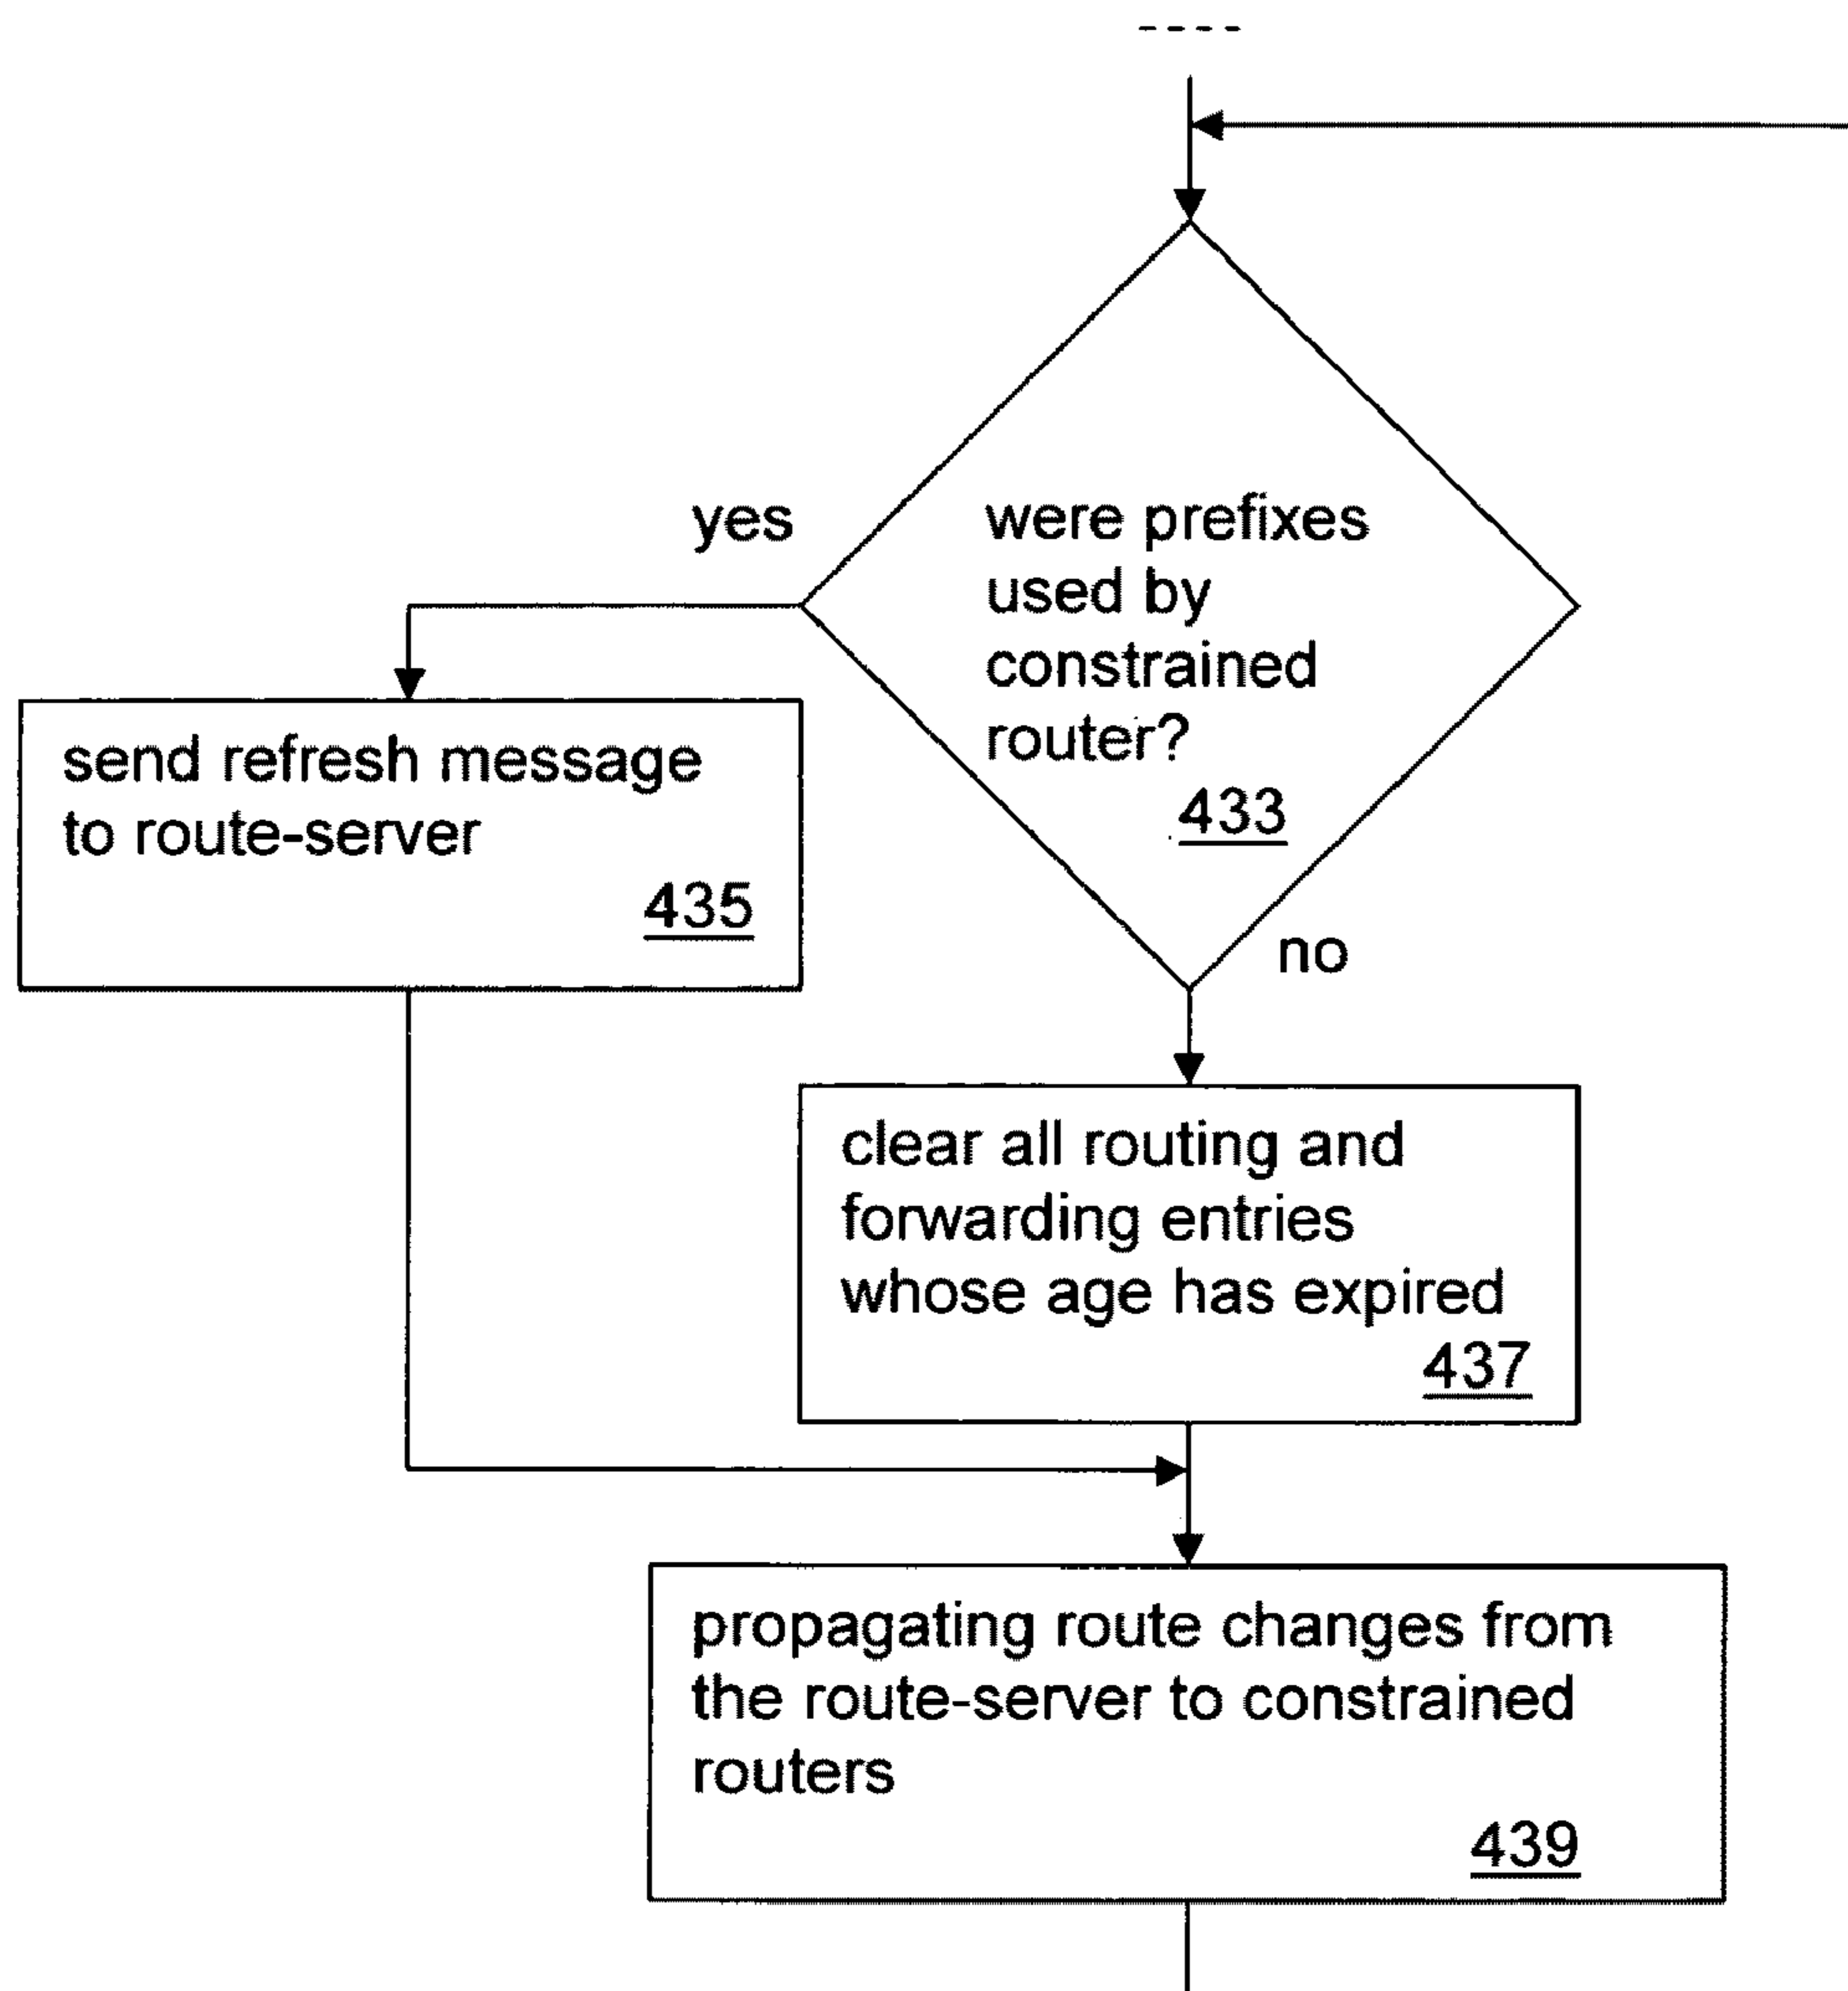 were prefixes
used by
constrained
router?
433
yes
no
send refresh message
to route-server
435
clear all routing and
forwarding entries
whose age has expired
437
propagating route changes from
the route-server to constrained
routers
439